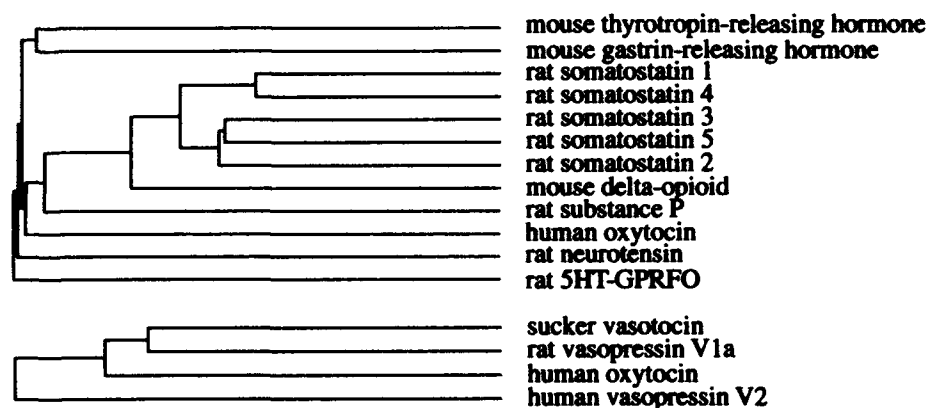 mouse thyrotropin-releasing hormone
mouse gastrin-releasing hormone
rat somatostatin 1
rat somatostatin 4
rat somatostatin 3
rat somatostatin 5
rat somatostatin 2
mouse delta-opioid
rat substance P
human oxytocin
rat neurotensin
rat 5HT-GPRFO
sucker vasotocin
rat vasopressin V1a
human oxytocin
human vasopressin V2